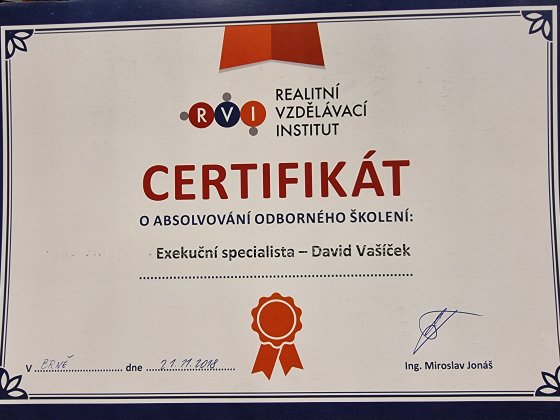 RVI
REALITNÍ
VZDĚLÁVACÍ
INSTITUT
CERTIFIKÁT
O ABSOLVOVÁNÍ ODBORNÉHO ŠKOLENÍ:
Exekuční specialista – David Vašíček
V BRNĚ dne 21.11.2018
Ing. Miroslav Jonáš